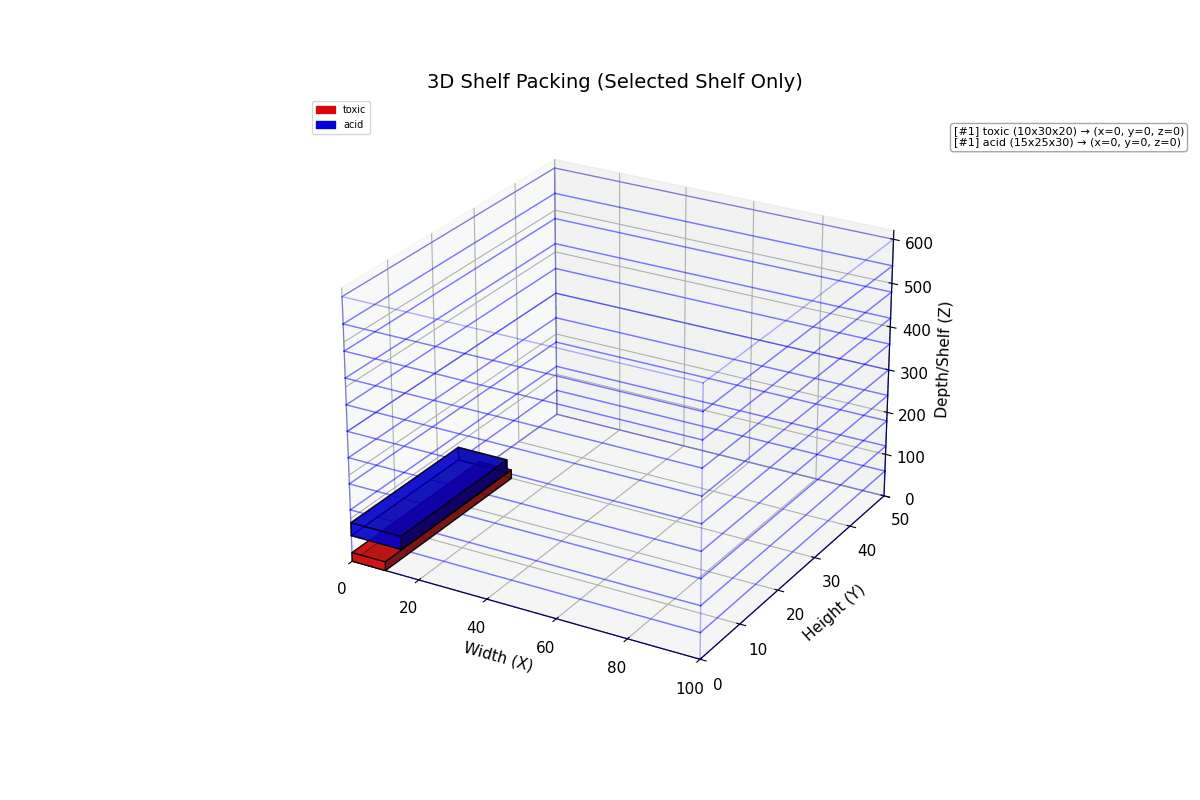 3D Shelf Packing (Selected Shelf Only)
toxic
acid
[#1] toxic (10x30x20) → (x=0, y=0, z=0)
[#1] acid (15x25x30) → (x=0, y=0, z=0)
600
500
400
300
200
100
0
Depth/Shelf (Z)
50
40
30
20
10
0
Height (Y)
0
20
40
60
80
100
Width (X)